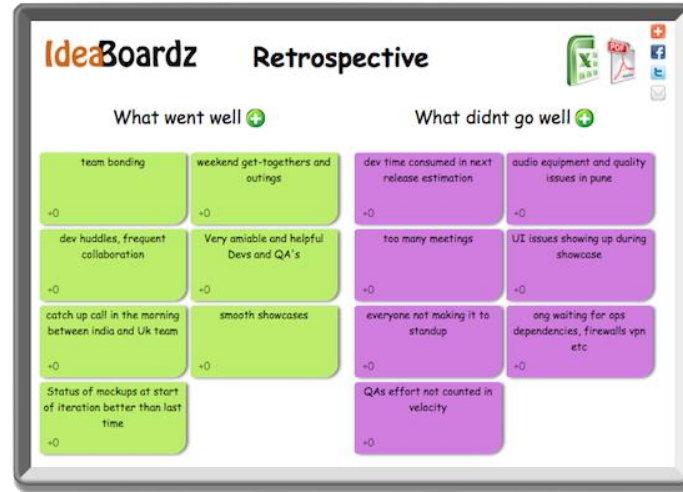 IdeaBoardz
Retrospective
PDF
What went well
What didnt go well
team bonding
+0
weekend get-togethers and
outings
+0
dev time consumed in next
release estimation
+0
audio equipment and quality
issues in pune
+0
dev huddles, frequent
collaboration
+0
Very amiable and helpful
Devs and QA's
+0
too many meetings
+0
UI issues showing up during
showcase
+0
catch up call in the morning
between india and Uk team
+0
smooth showcases
+0
everyone not making it to
standup
+0
ong waiting for ops
dependencies, firewalls vpn
etc
+0
Status of mockups at start
of iteration better than last
time
+0
QAs effort not counted in
velocity
+0